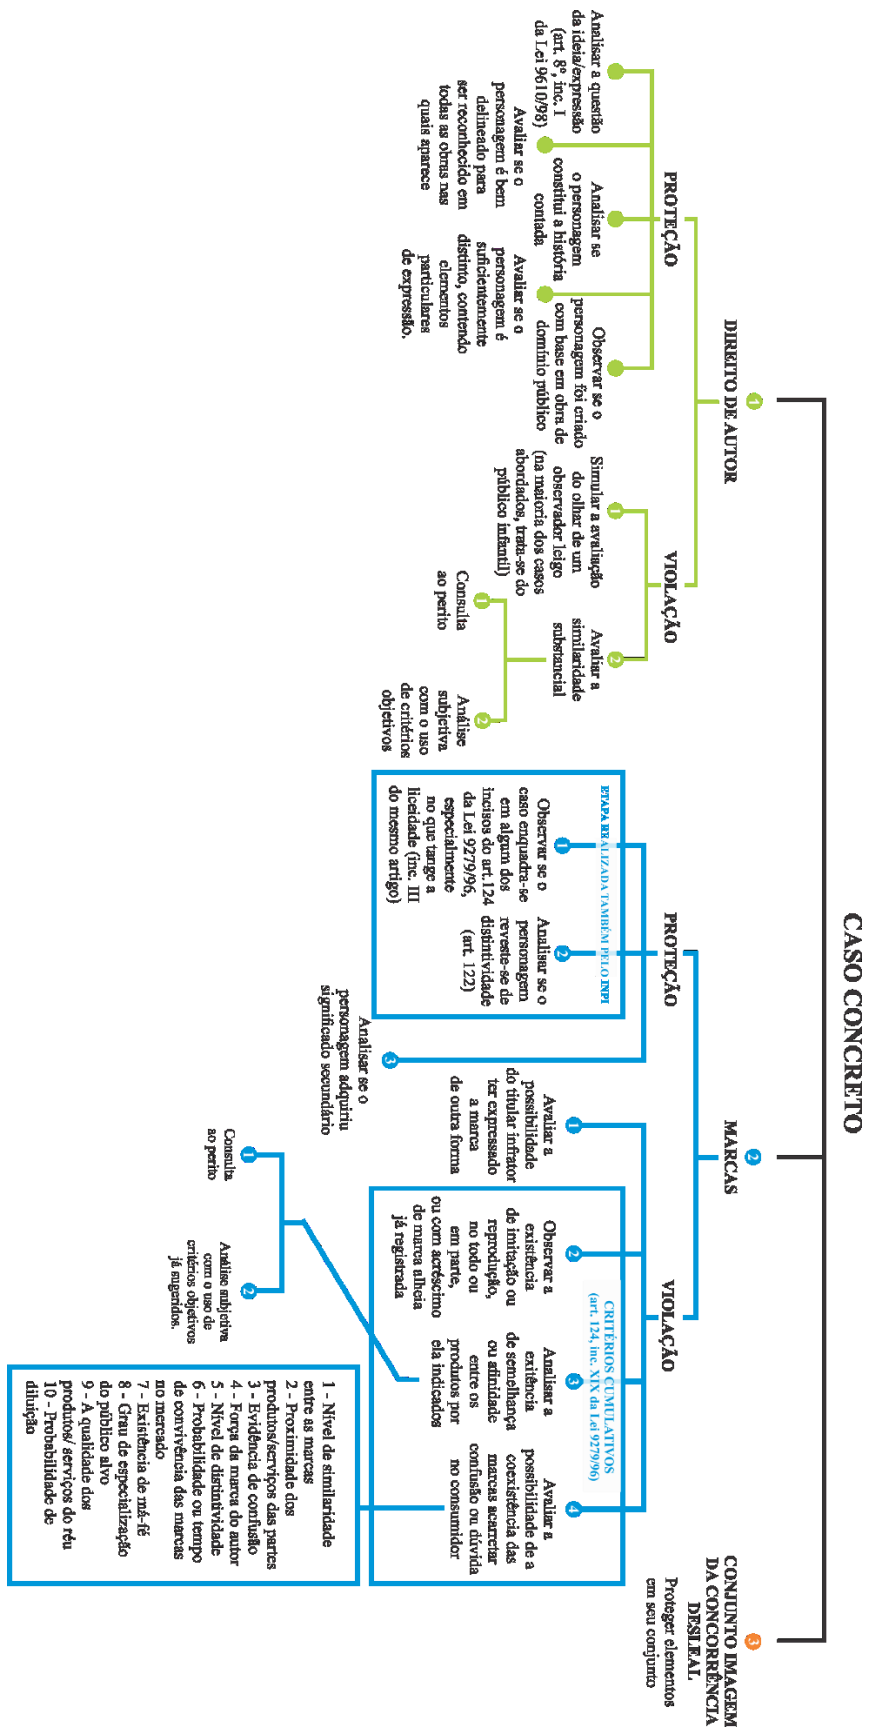 CASO CONCRETO
1
DIREITO DE AUTOR
PROTEÇÃO
Analisar a questão
da ideia/expressão
(art. 8º, inc. I
da Lei 9610/98)
Avaliar se o
personagem é bem
delineado para
ser reconhecido em
todas as obras nas
quais aparece
Analisar se
o personagem
constitui a história
contada
Avaliar se o
personagem é
suficientemente
distinto, contendo
elementos
particulares
de expressão.
Observar se o
personagem foi criado
com base em obra de
domínio público
VIOLAÇÃO
1
Simular a avaliação
do olhar de um
observador leigo
(na maioria dos casos
abordados, trata-se do
público infantil)
2
Avaliar a
similaridade
substancial
1
Consulta
ao perito
2
Análise
subjetiva
com o uso
de critérios
objetivos
2
MARCAS
PROTEÇÃO
ETAPA REALIZADA TAMBÉM PELO INPI
1
Observar se o
caso enquadra-se
em algum dos
incisos do art.124
da Lei 9279/96,
especialmente
no que tange a
liceidade (inc. III
do mesmo artigo)
2
Analisar se o
personagem
reveste-se de
distintividade
(art. 122)
3
Analisar se o
personagem adquiriu
significado secundário
VIOLAÇÃO
1
Avaliar a
possibilidade
do titular infrator
ter expressado
a marca
de outra forma
CRITÉRIOS CUMULATIVOS
(art. 124, inc. XIX da Lei 9279/96)
2
Observar a
existência
de imitação ou
reprodução,
no todo ou
em parte,
ou com acréscimo
de marca alheia
já registrada
3
Analisar a
exitência
de semelhança
ou afinidade
entre os
produtos por
ela indicados
4
Avaliar a
possibilidade de a
coexistência das
marcas acarretar
confusão ou dúvida
no consumidor
1
Consulta
ao perito
2
Análise subjetiva
com o uso de
critérios objetivos
já sugeridos.
1 - Nível de similaridade
entre as marcas
2 - Proximidade dos
produtos/serviços das partes
3 - Evidência de confusão
4 - Força da marca do autor
5 - Nível de distintividade
6 - Probabilidade ou tempo
de convivência das marcas
no mercado
7 - Existência de má-fé
8 - Grau de especialização
do público alvo
9 - A qualidade dos
produtos/ serviços do réu
10 - Probabilidade de
diluição
3
CONJUNTO IMAGEM
DA CONCORRÊNCIA
DESLEAL
Proteger elementos
em seu conjunto